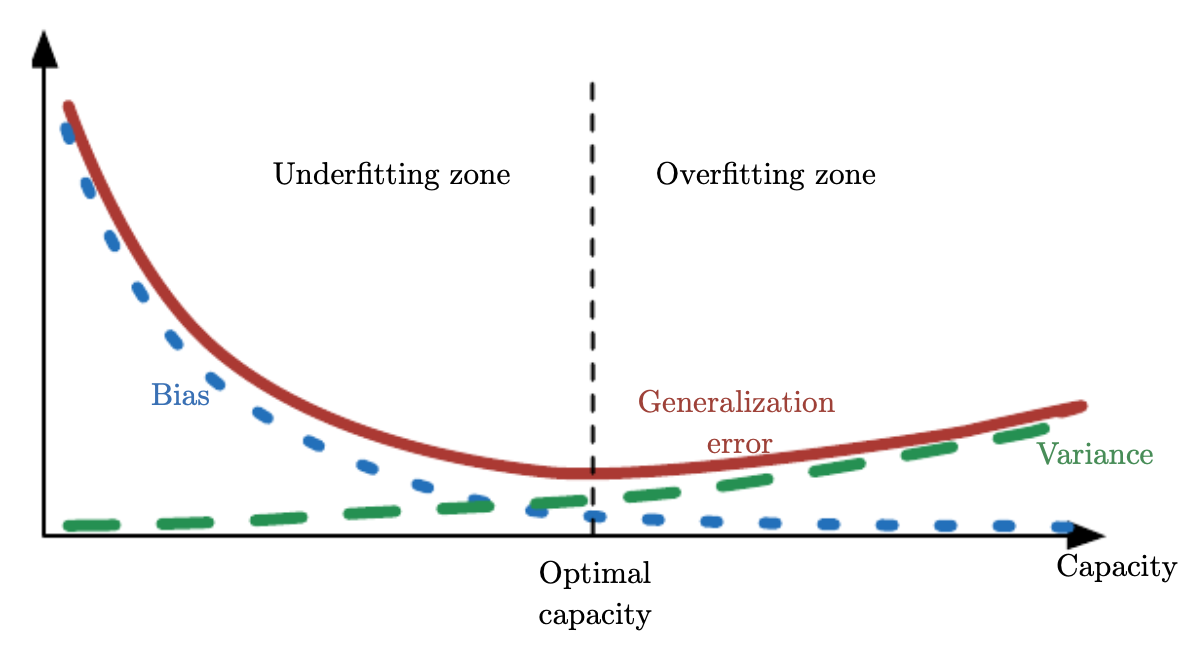 Underfitting zone
Overfitting zone
Bias
Generalization
error
Variance
Capacity
Optimal
capacity